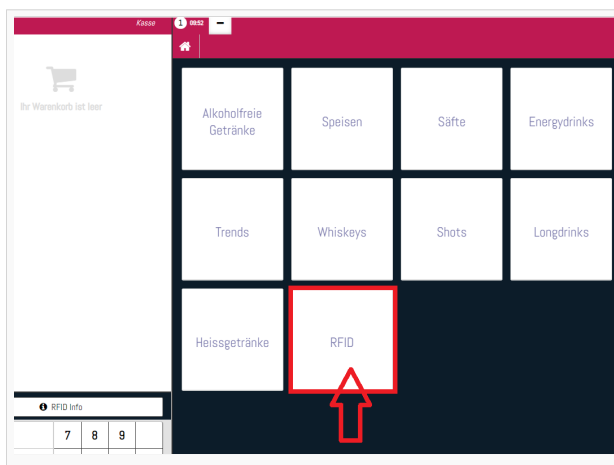 Kasse
1 09:52
Ihr Warenkorb ist leer
Alkoholfreie
Getränke
Speisen
Säfte
Energydrinks
Trends
Whiskeys
Shots
Longdrinks
Heissgetränke
RFID
RFID Info
7 8 9